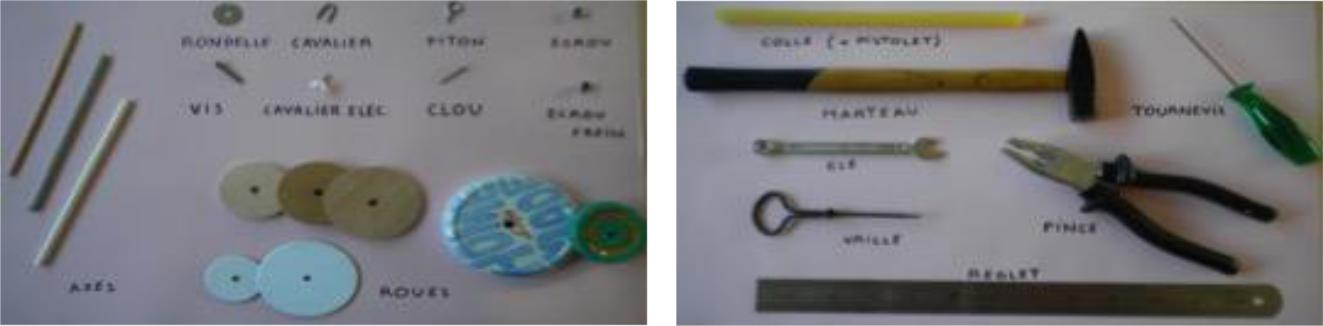 RONDELLE CAVALIER PITON ECROU
VIS CAVALIER ELEC CLOU ECROU FREIN
AXES
ROUES
COLLE (+ PISTOLET)
MARTEAU
TOURNEVIS
CLÉ
VRILLE
PINCE
REGLET